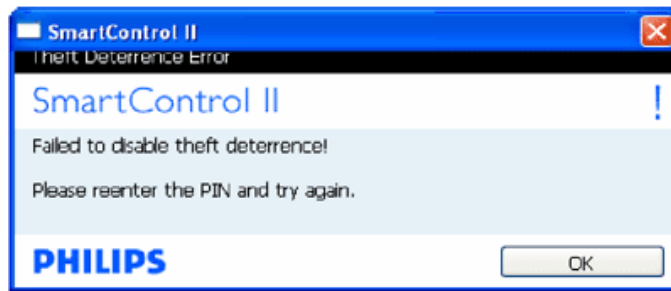 SmartControl II
Theft Deterrence Error
SmartControl II !
Failed to disable theft deterrence!
Please reenter the PIN and try again.
PHILIPS
OK